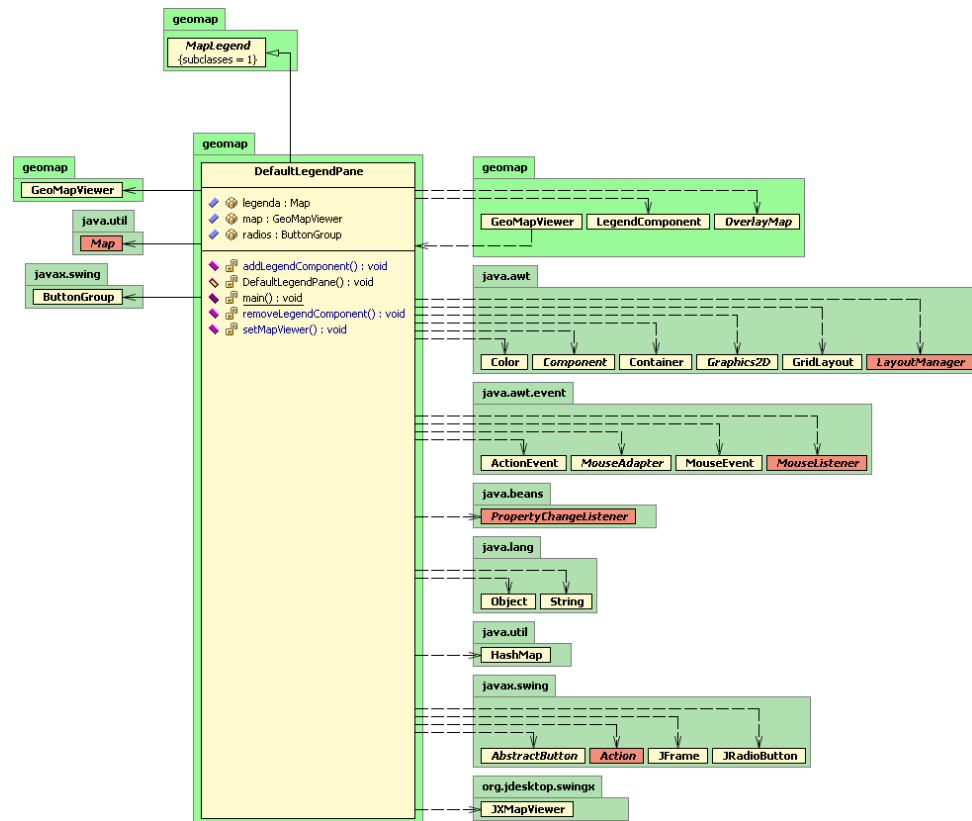 geomap
MapLegend
{subclasses = 1}
geomap
GeoMapViewer
java.util
Map
javax.swing
ButtonGroup
geomap
DefaultLegendPane
legenda : Map
map : GeoMapViewer
radios : ButtonGroup
addLegendComponent() : void
DefaultLegendPane() : void
main() : void
removeLegendComponent() : void
setMapViewer() : void
geomap
GeoMapViewer LegendComponent OverlayMap
java.awt
Color Component Container Graphics2D GridLayout LayoutManager
java.awt.event
ActionEvent MouseAdapter MouseEvent MouseListener
java.beans
PropertyChangeListener
java.lang
Object String
java.util
HashMap
javax.swing
AbstractButton Action JFrame JRadioButton
org.jdesktop.swingx
JXMapViewer